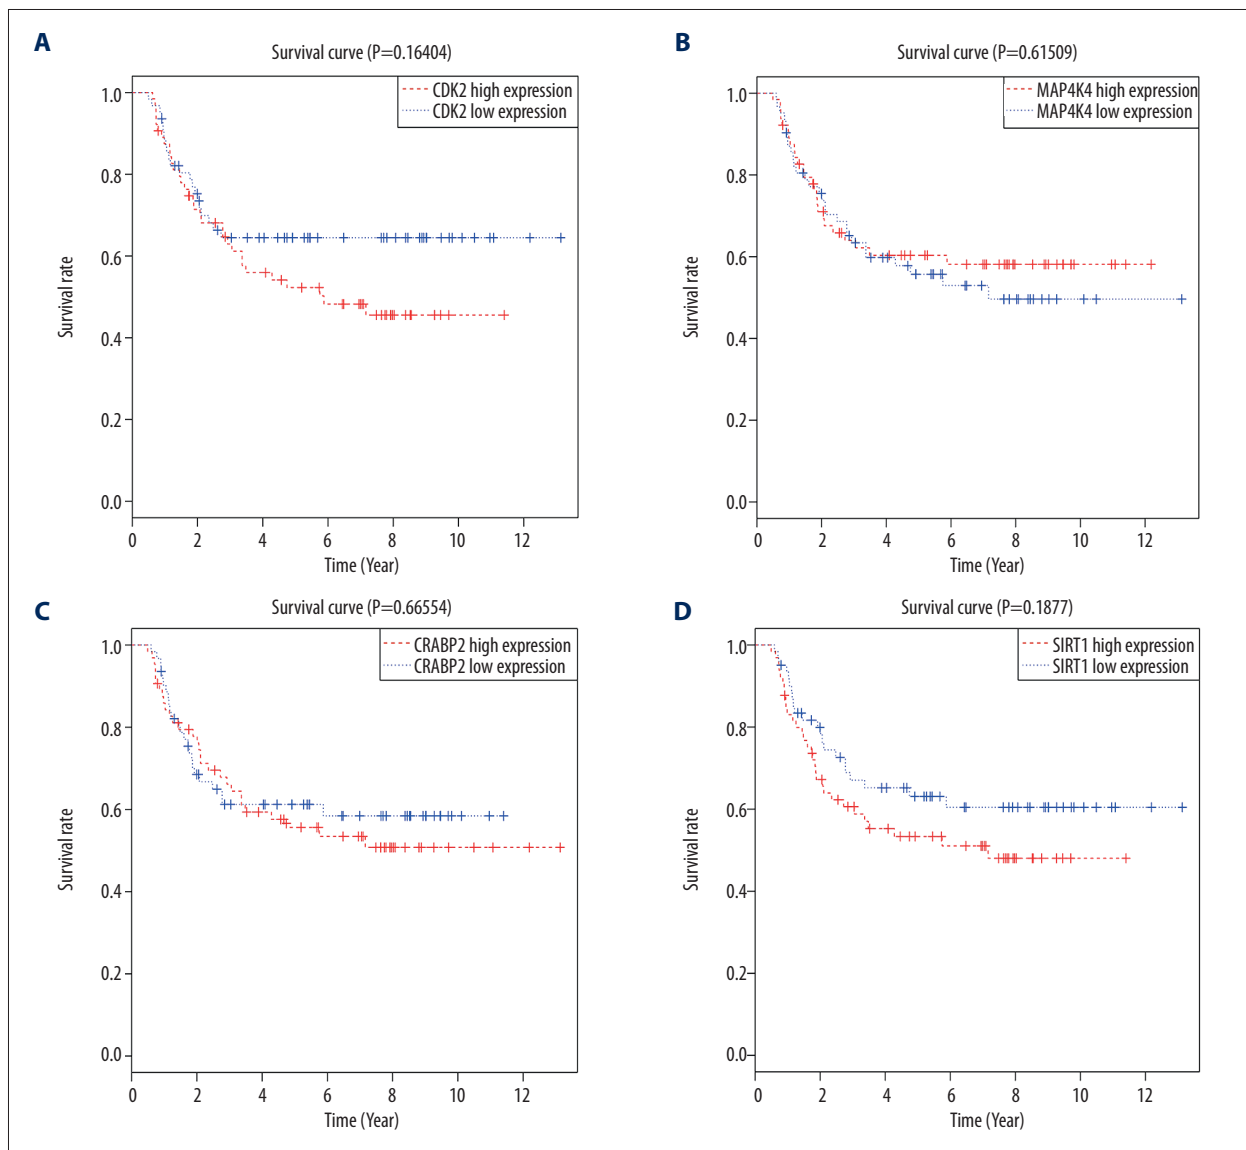 A
Survival curve (P=0.16404)
CDK2 high expression
CDK2 low expression
Survival rate
1.0
0.8
0.6
0.4
0.2
0.0
0 2 4 6 8 10 12
Time (Year)
B
Survival curve (P=0.61509)
MAP4K4 high expression
MAP4K4 low expression
Survival rate
1.0
0.8
0.6
0.4
0.2
0.0
0 2 4 6 8 10 12
Time (Year)
C
Survival curve (P=0.66554)
CRABP2 high expression
CRABP2 low expression
Survival rate
1.0
0.8
0.6
0.4
0.2
0.0
0 2 4 6 8 10 12
Time (Year)
D
Survival curve (P=0.1877)
SIRT1 high expression
SIRT1 low expression
Survival rate
1.0
0.8
0.6
0.4
0.2
0.0
0 2 4 6 8 10 12
Time (Year)